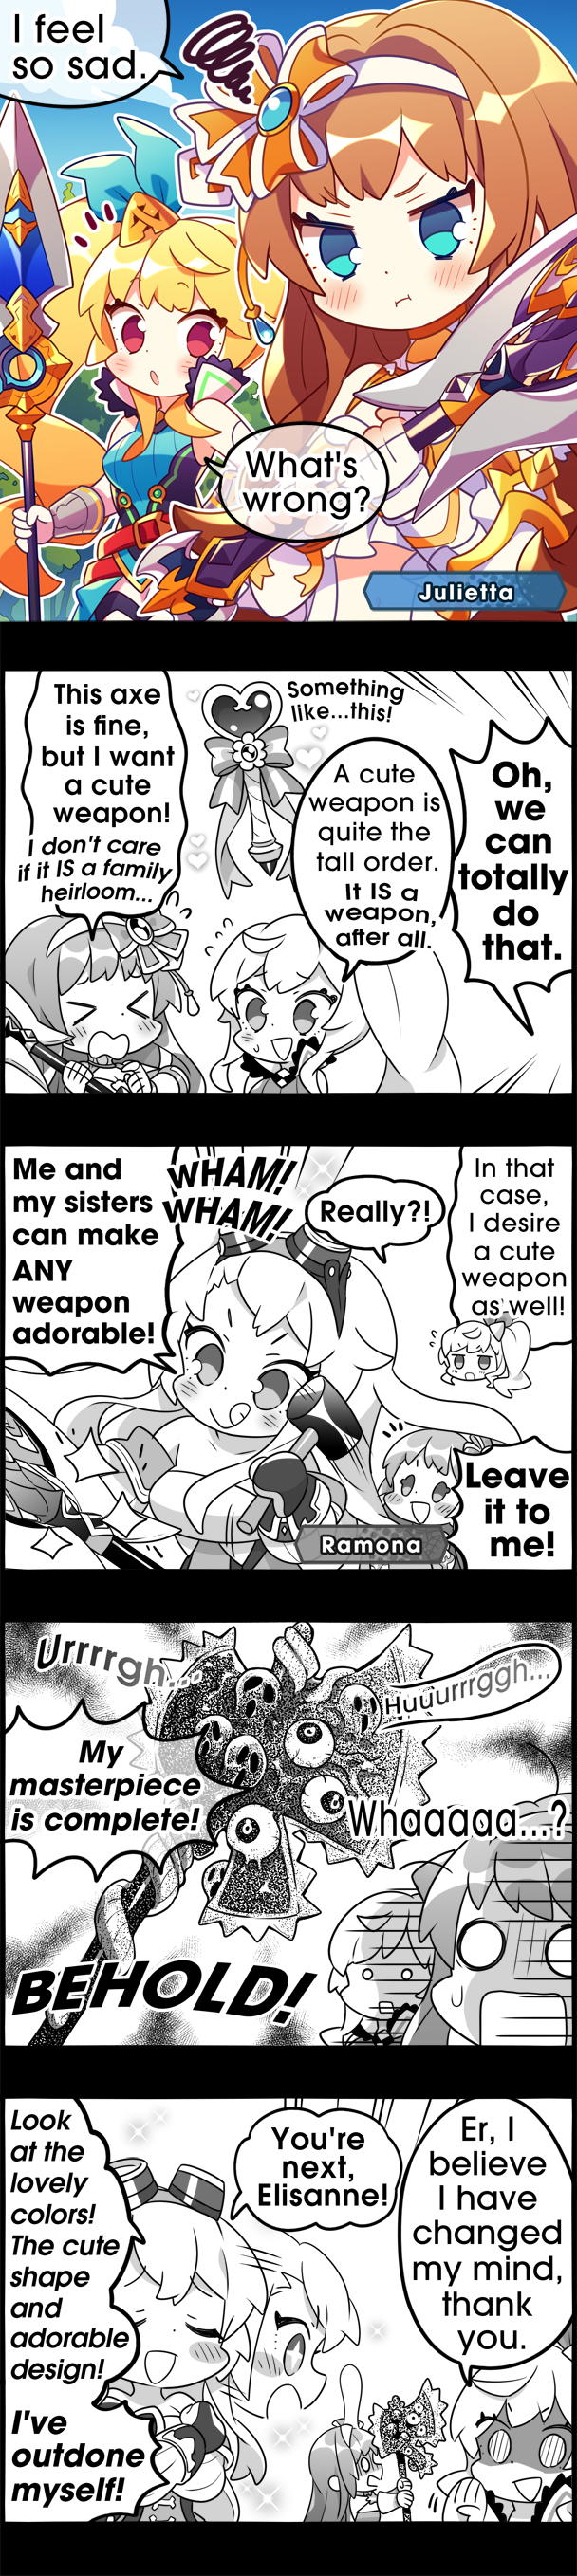 I feel
so sad.
What's
wrong?
Julietta
This axe
is fine,
but I want
a cute
weapon!
I don't care
if it IS a family
heirloom...
Something
like...this!
A cute
weapon is
quite the
tall order.
It IS a
weapon,
after all.
Oh,
we
can
totally
do
that.
Me and
my sisters
can make
ANY
weapon
adorable!
WHAM!
WHAM!
Really?!
In that
case,
I desire
a cute
weapon
as well!
Leave
it to
me!
Ramona
Urrrrgh...
Huuurrrggh...
My
masterpiece
is complete!
Whaaaaa...?
BEHOLD!
Look
at the
lovely
colors!
The cute
shape
and
adorable
design!
I've
outdone
myself!
You're
next,
Elisanne!
Er, I
believe
I have
changed
my mind,
thank
you.